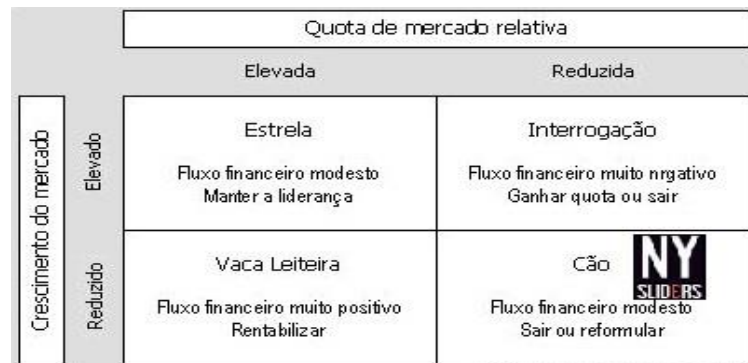 Quota de mercado relativa
Elevada
Reduzida
Crescimento do mercado
Elevado
Estrela
Fluxo financeiro modesto
Manter a liderança
Interrogação
Fluxo financeiro muito nrgativo
Ganhar quota ou sair
Reduzido
Vaca Leiteira
Fluxo financeiro muito positivo
Rentabilizar
Cão
NY
SLIDERS
Fluxo financeiro modesto
Sair ou reformular